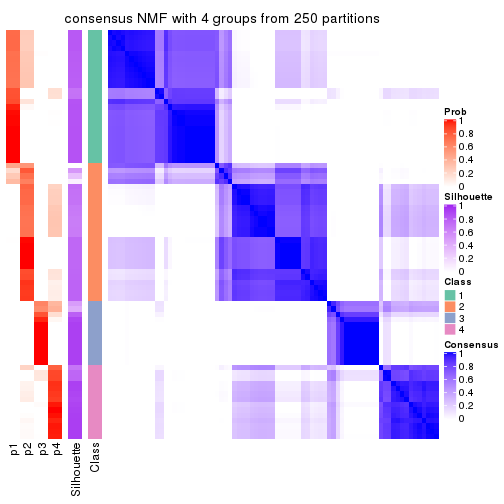 consensus NMF with 4 groups from 250 partitions
Prob
1
0.8
0.6
0.4
0.2
0
Silhouette
1
0.8
0.6
0.4
0.2
0
Class
1
2
3
4
Consensus
1
0.8
0.6
0.4
0.2
0
p1
p2
p3
p4
Silhouette
Class